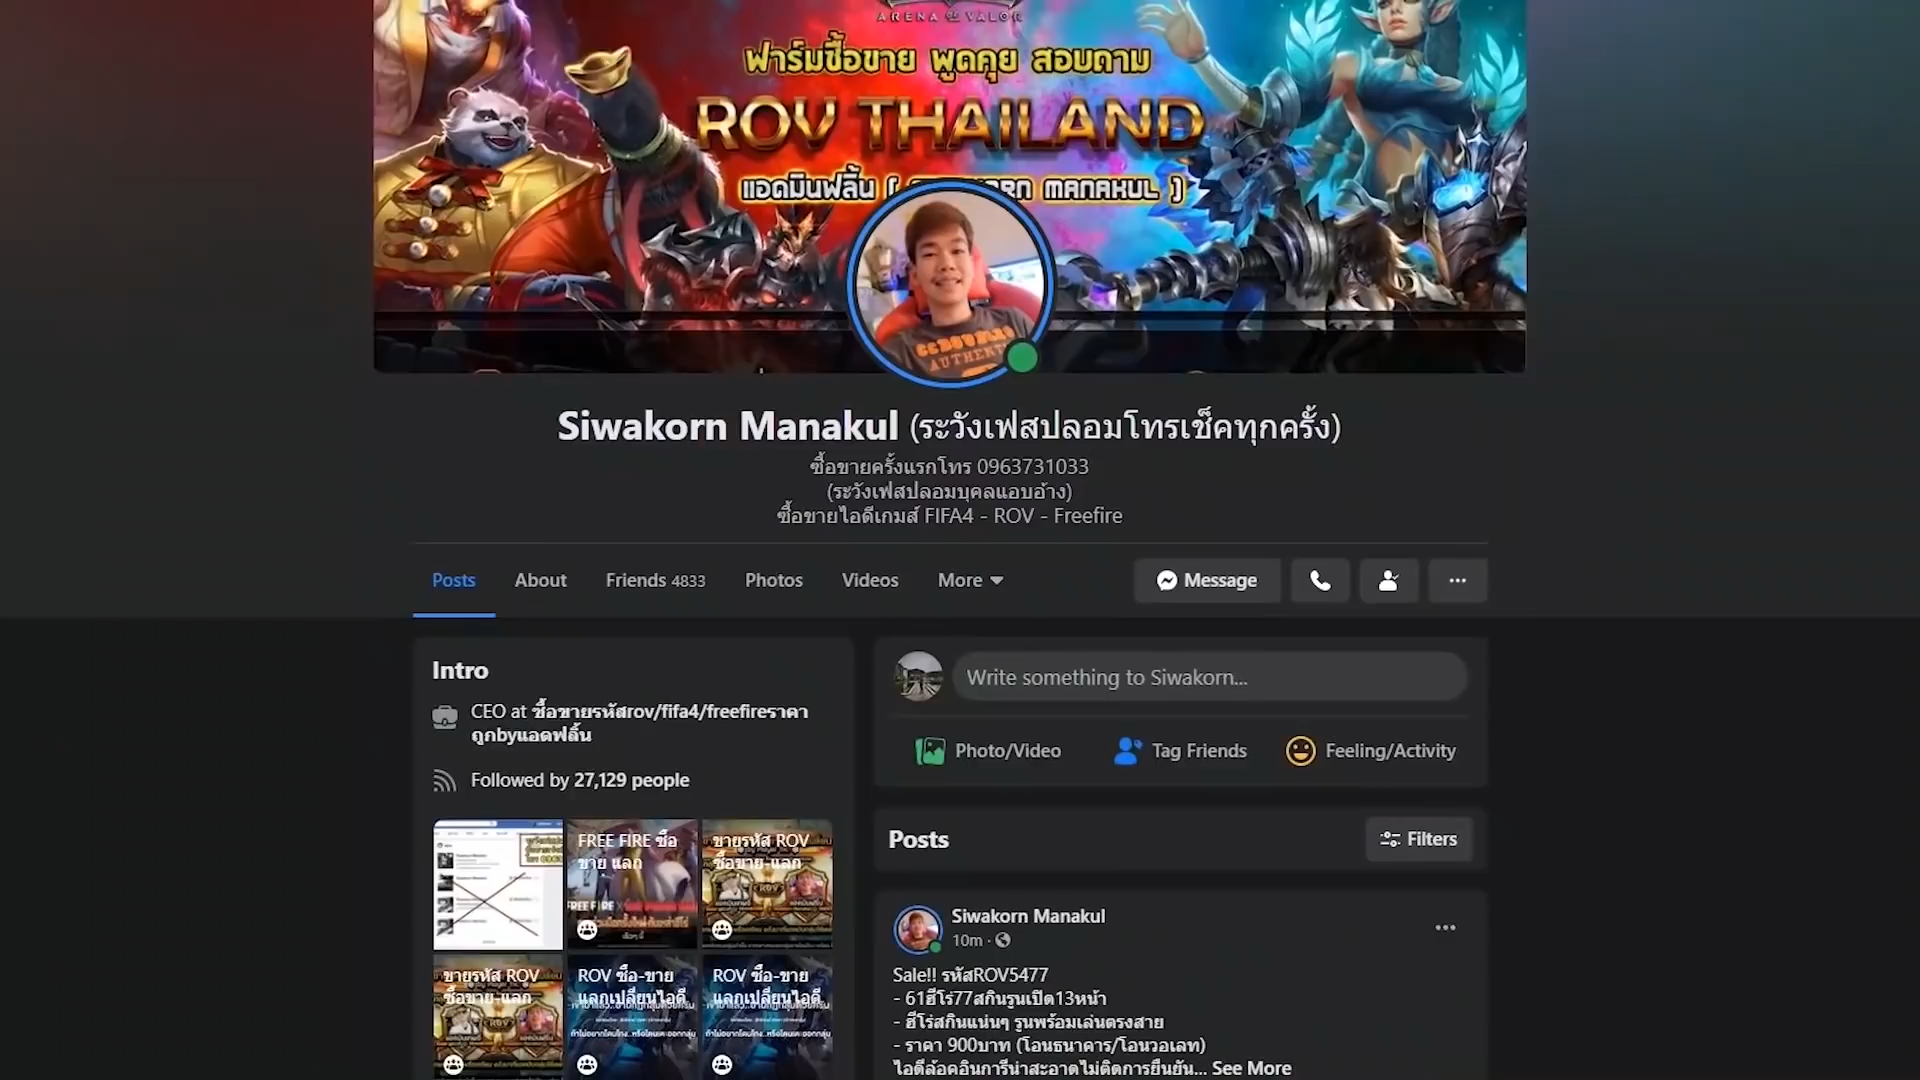 ARENA OF VALOR
ฟาร์มซื้อขาย พูดคุย สอบถาม
ROV THAILAND
แอดมินฟลิ้น ( MANAKUL )
AUTHENT
Siwakorn Manakul (ระวังเฟสปลอมโทรเช็คทุกครั้ง)
ซื้อขายครั้งแรกโทร 0963731033
(ระวังเฟสปลอมบุคลแอบอ้าง)
ซื้อขายไอดีเกมส์ FIFA4 - ROV - Freefire
Posts About Friends 4833 Photos Videos More Message
Intro
CEO at ซื้อขายรหัสrov/fifa4/freefireราคา
ถูกbyแอดฟลิ้น
Followed by 27,129 people
FREE FIRE ซื้อ
ขาย แลก
FREE FIRE
ขายรหัส ROV
ซื้อขาย-แลก
ROV
ขายรหัส ROV
ซื้อขาย-แลก
ROV
ROV ซื้อ-ขาย
แลกเปลี่ยนไอดี
ROV ซื้อ-ขาย
แลกเปลี่ยนไอดี
Write something to Siwakorn...
Photo/Video Tag Friends Feeling/Activity
Posts Filters
Siwakorn Manakul
10m ·
Sale!! รหัสROV5477
- 61ฮีโร่77สกินรูนเปิด13หน้า
- ฮีโร่สกินแน่นๆ รูนพร้อมเล่นตรงสาย
- ราคา 900บาท (โอนธนาคาร/โอนวอเลท)
ไอดีล้อคอินการีน่าสะอาดไม่ติดการยืนยัน... See More